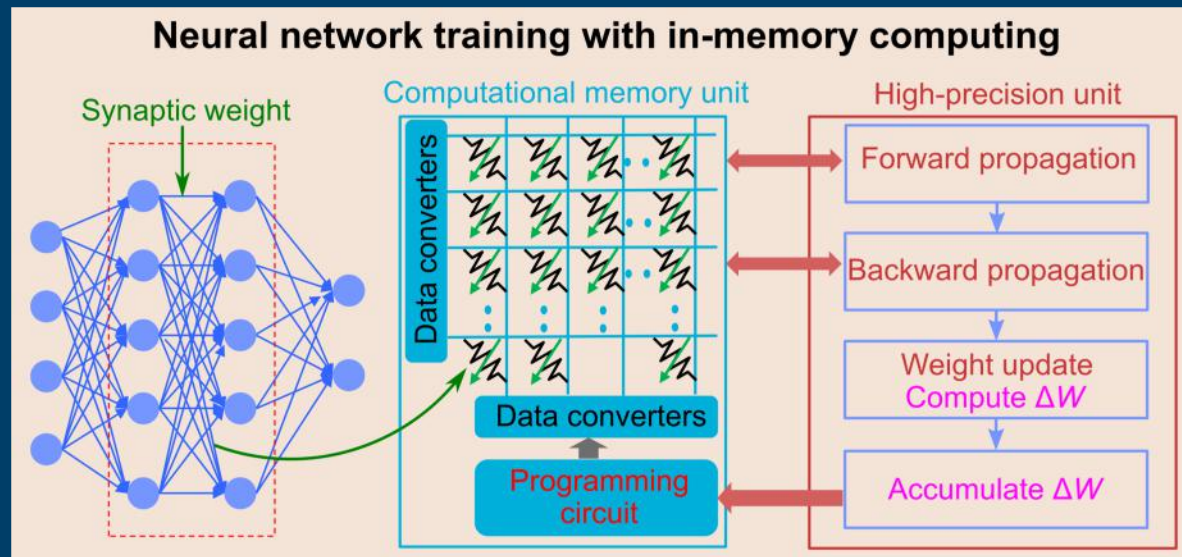 Neural network training with in-memory computing
Synaptic weight
Computational memory unit
Data converters
Data converters
Programming
circuit
High-precision unit
Forward propagation
Backward propagation
Weight update
Compute ΔW
Accumulate ΔW